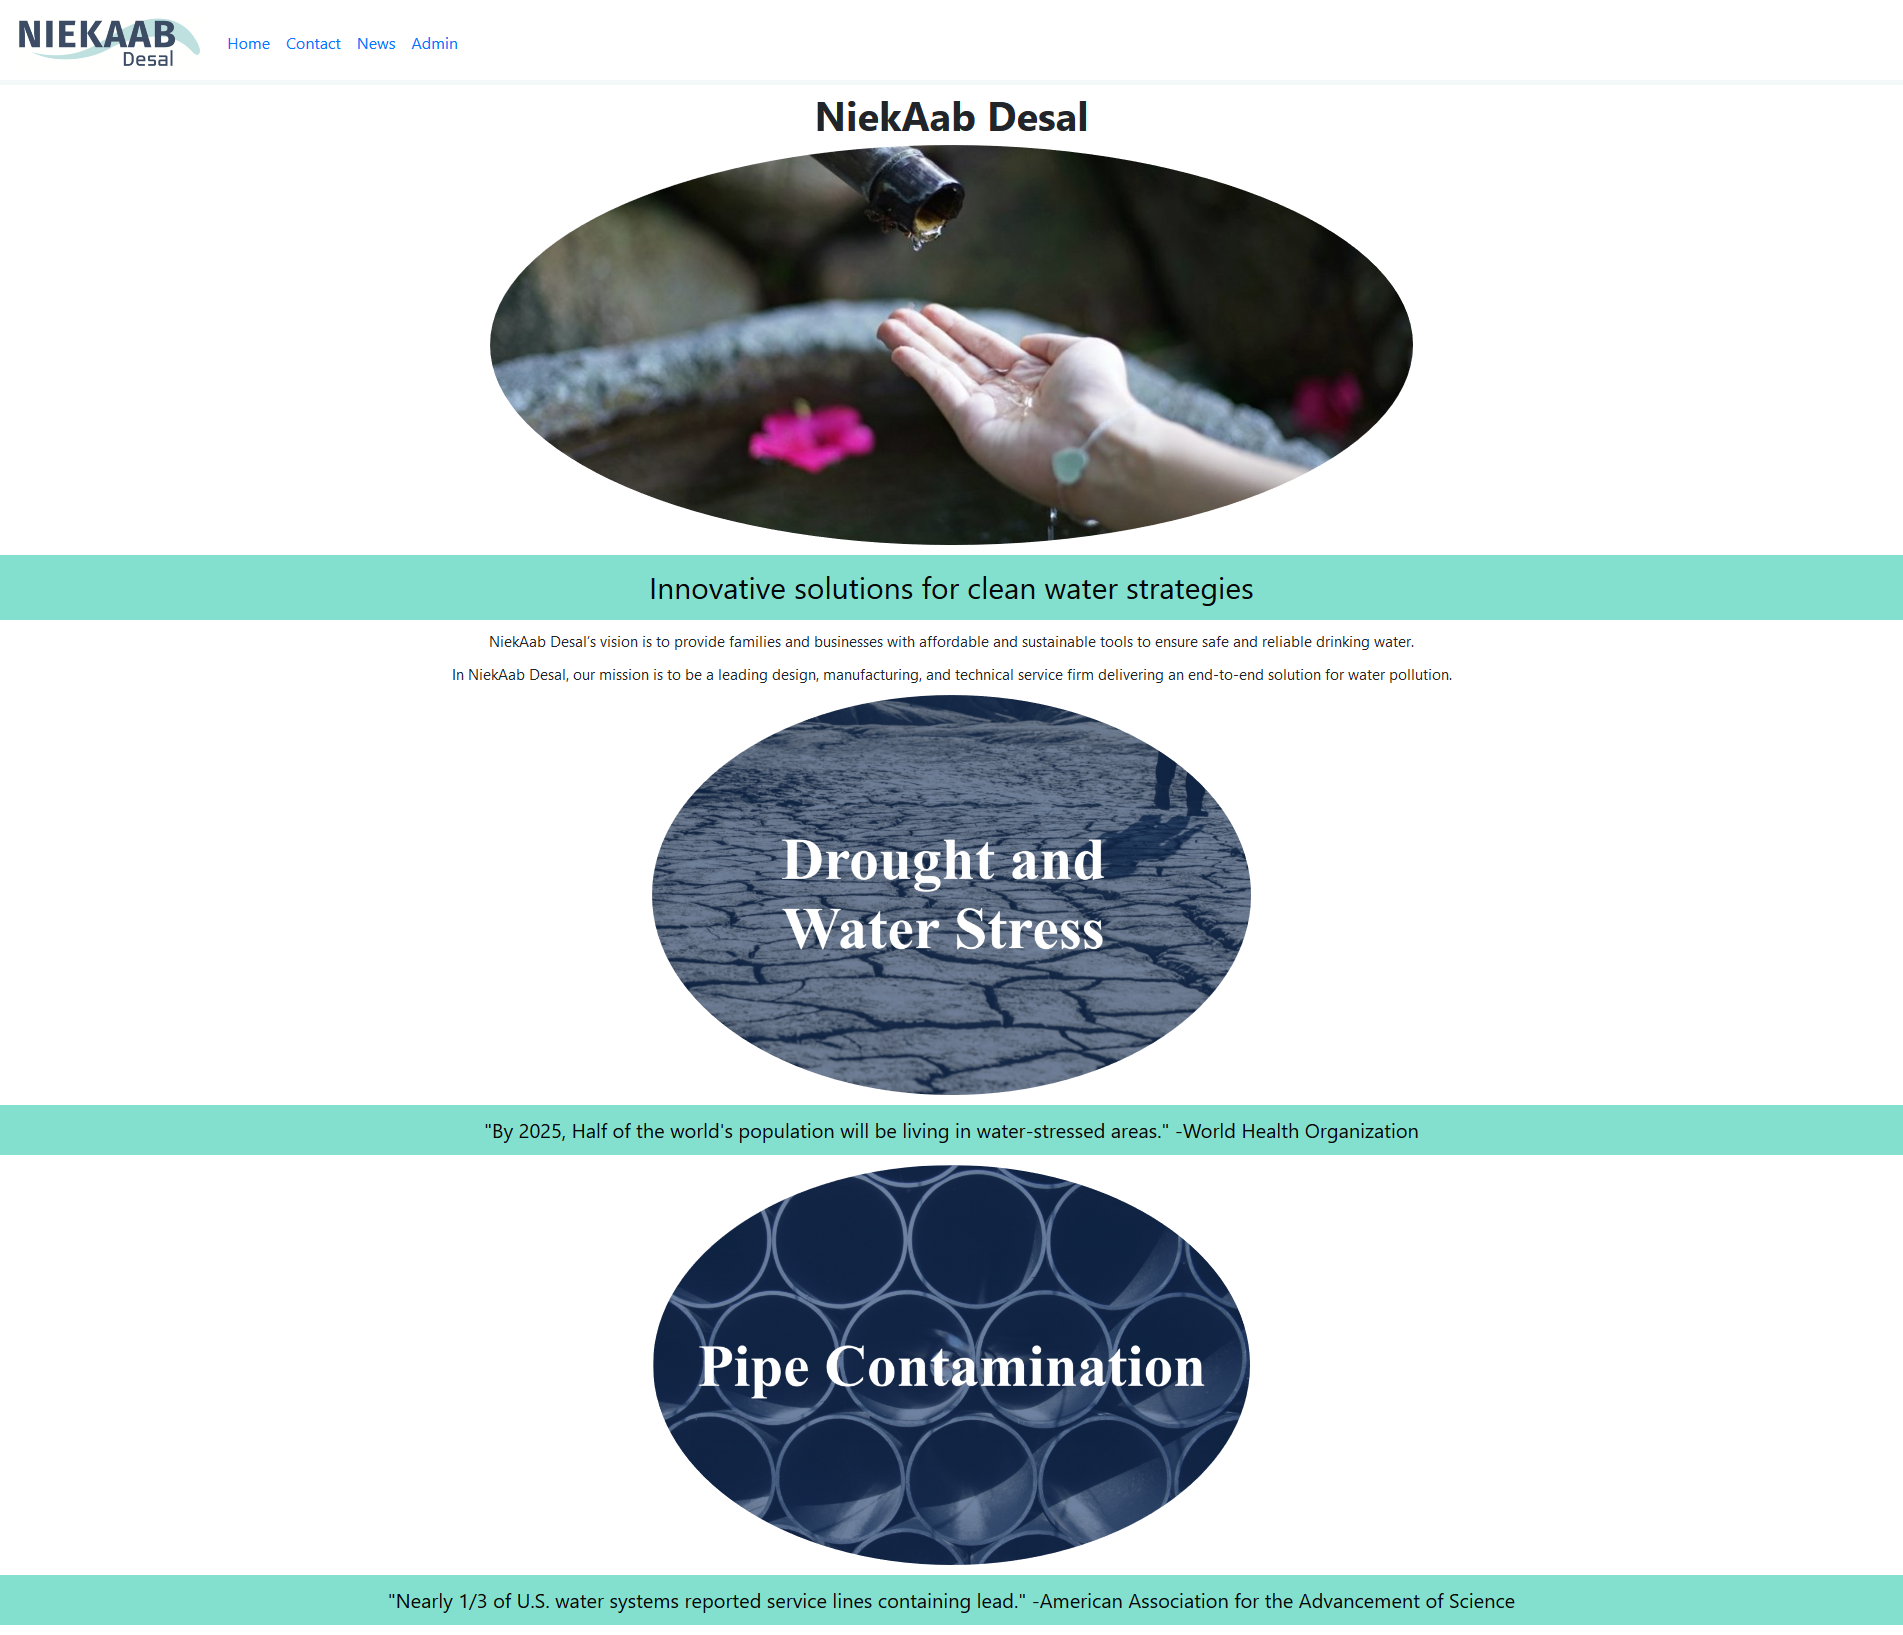 NIEKAAB
Desal
Home Contact News Admin
NiekAab Desal
Innovative solutions for clean water strategies
NiekAab Desal's vision is to provide families and businesses with affordable and sustainable tools to ensure safe and reliable drinking water.
In NiekAab Desal, our mission is to be a leading design, manufacturing, and technical service firm delivering an end-to-end solution for water pollution.
Drought and
Water Stress
"By 2025, Half of the world's population will be living in water-stressed areas." -World Health Organization
Pipe Contamination
"Nearly 1/3 of U.S. water systems reported service lines containing lead." -American Association for the Advancement of Science